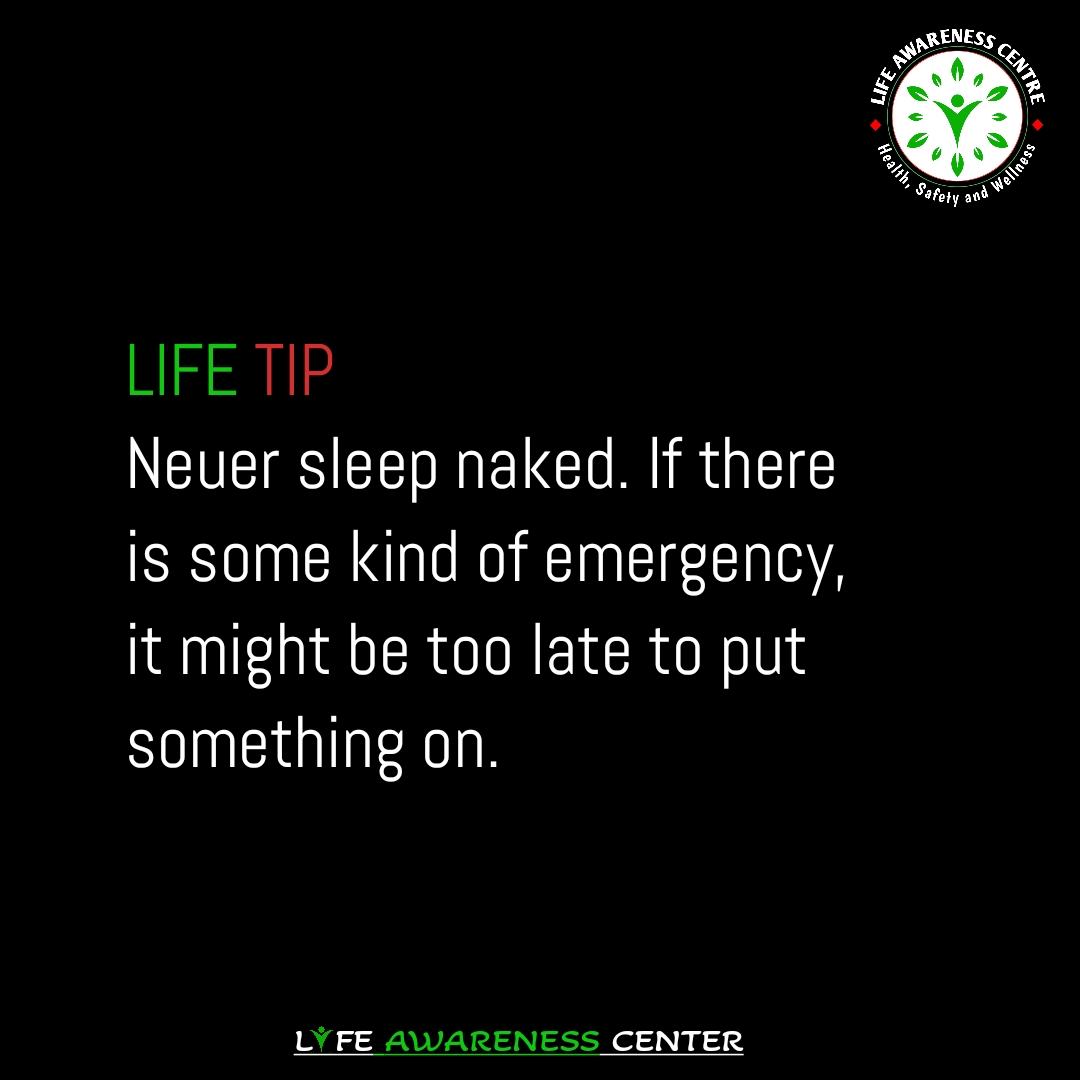 LIFE AWARENESS CENTRE
Health, Safety and Wellness
LIFE TIP
Neuer sleep naked. If there
is some kind of emergency,
it might be too late to put
something on.
LYFE AWARENESS CENTER